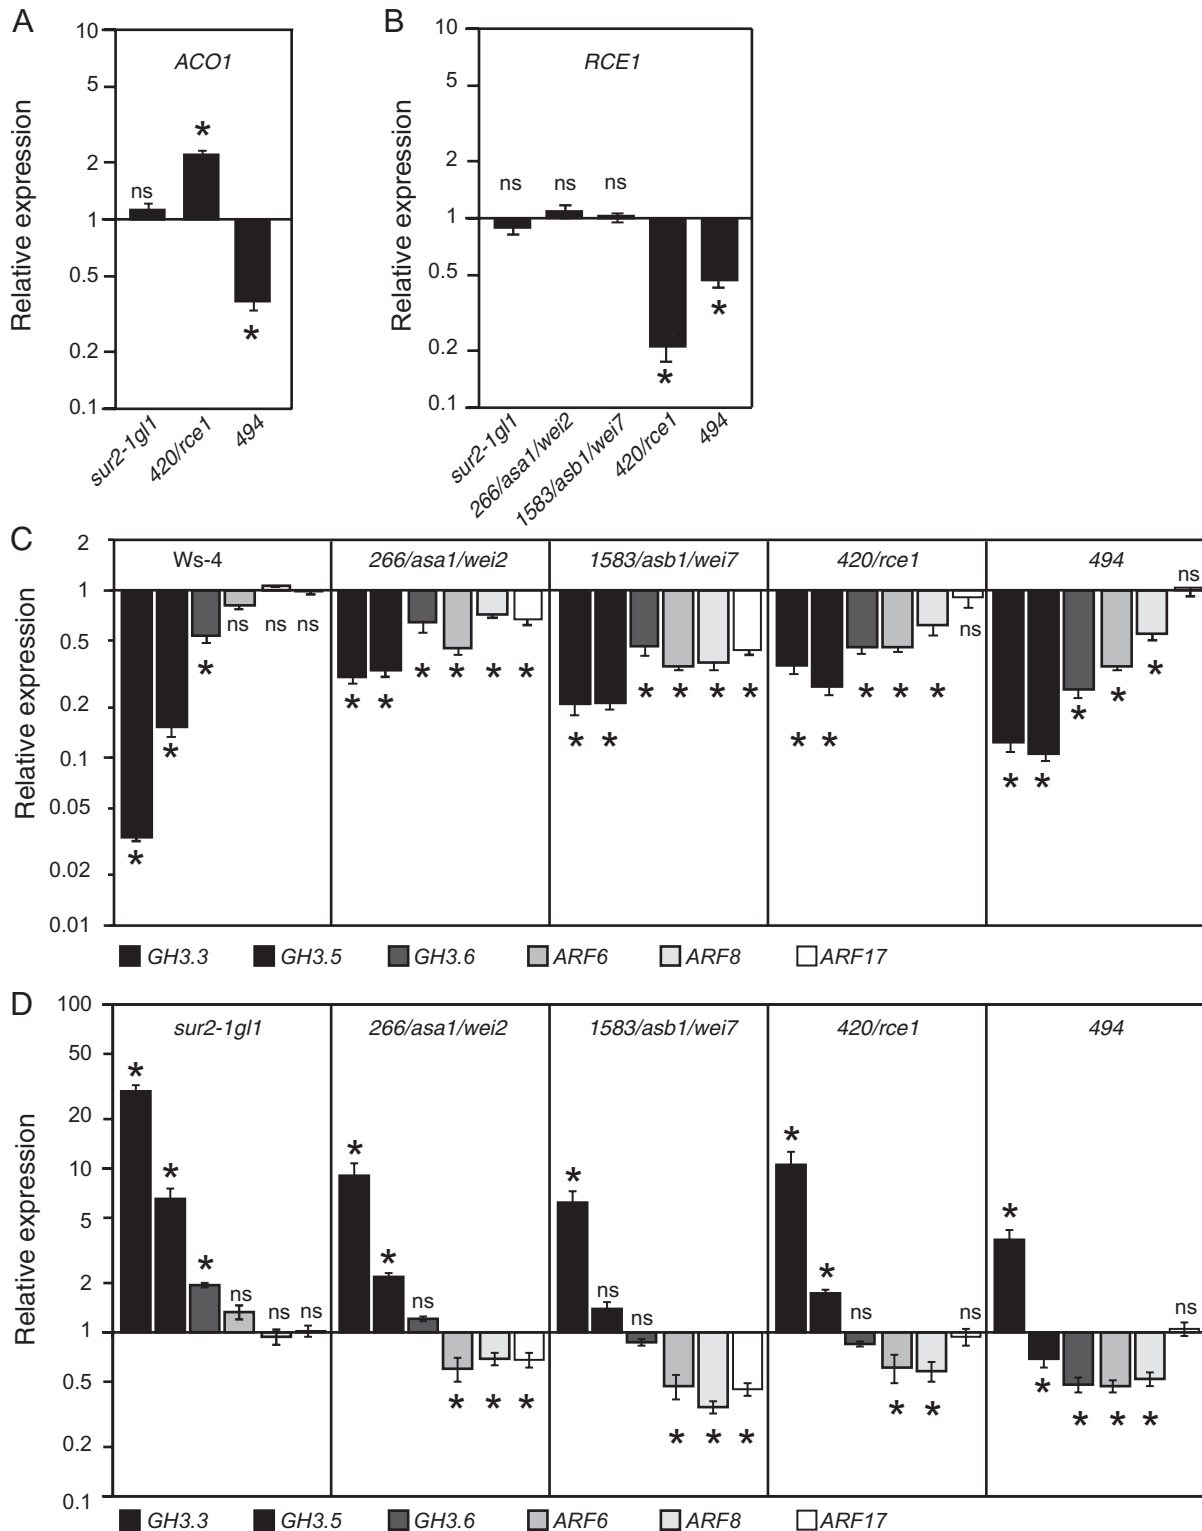 A
B
10
5
2
1
0.5
0.2
0.1
Relative expression
ACO1
ns
*
*
sur2-1gl1
420/rce1
494
10
5
2
1
0.5
0.2
0.1
Relative expression
RCE1
ns
ns
ns
*
*
sur2-1gl1
266/asa1/wei2
1583/asb1/wei7
420/rce1
494
C
2
1
0.5
0.2
0.1
0.05
0.02
0.01
Relative expression
Ws-4
266/asa1/wei2
1583/asb1/wei7
420/rce1
494
* * * ns ns ns
* * * * * *
* * * * * *
* * * * * ns
* * * * * ns
GH3.3 GH3.5 GH3.6 ARF6 ARF8 ARF17
D
100
50
20
10
5
2
1
0.5
0.2
0.1
Relative expression
sur2-1gl1
266/asa1/wei2
1583/asb1/wei7
420/rce1
494
* * * ns ns ns
* * ns * * *
* ns ns * * *
* * ns * * ns
* * * * * ns
GH3.3 GH3.5 GH3.6 ARF6 ARF8 ARF17